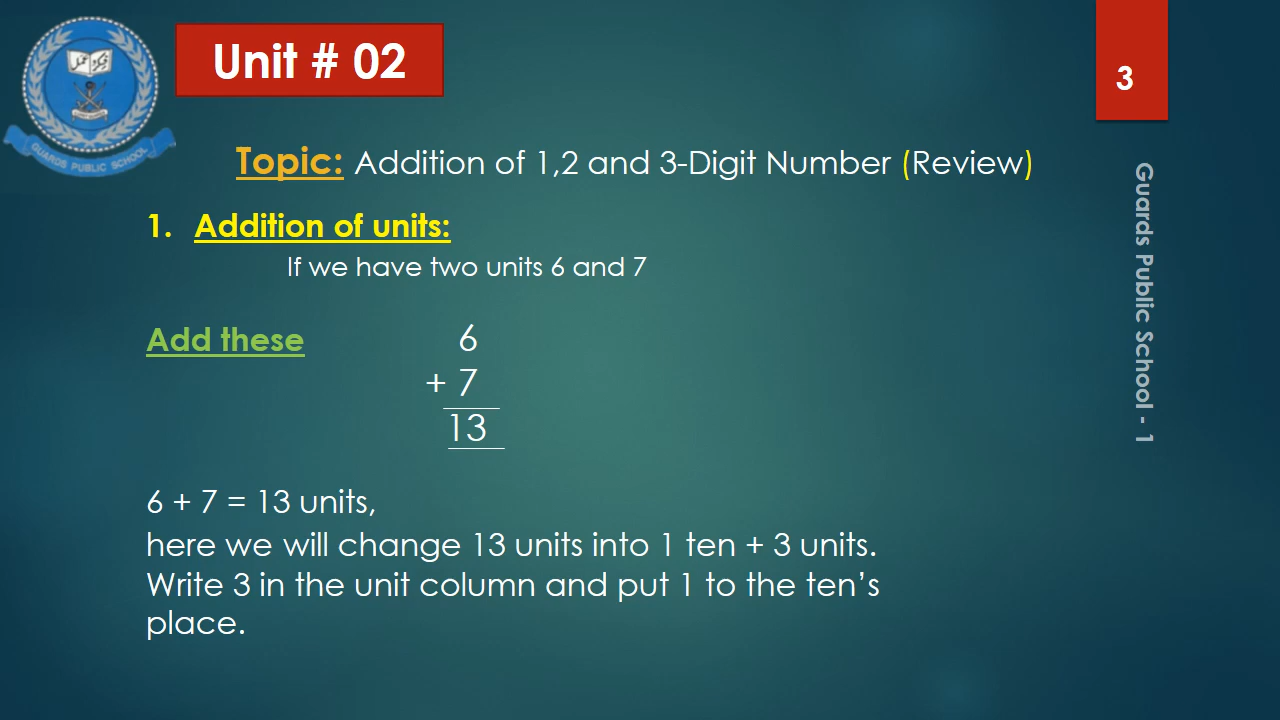 Unit # 02
3
GUARDS PUBLIC SCHOOL
Topic: Addition of 1,2 and 3-Digit Number (Review)
1. Addition of units:
If we have two units 6 and 7
Add these
6
+ 7
13
6 + 7 = 13 units,
here we will change 13 units into 1 ten + 3 units.
Write 3 in the unit column and put 1 to the ten’s
place.
Guards Public School - 1